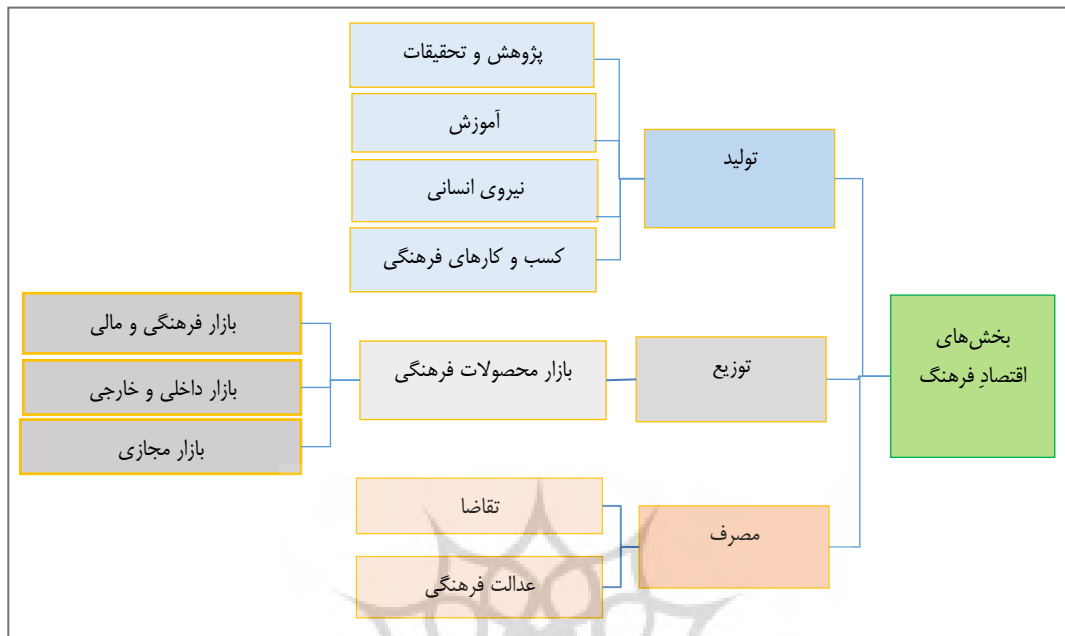 بخش‌های
اقتصادِ فرهنگ
تولید
پژوهش و تحقیقات
آموزش
نیروی انسانی
کسب و کارهای فرهنگی
توزیع
بازار محصولات فرهنگی
بازار فرهنگی و مالی
بازار داخلی و خارجی
بازار مجازی
مصرف
تقاضا
عدالت فرهنگی